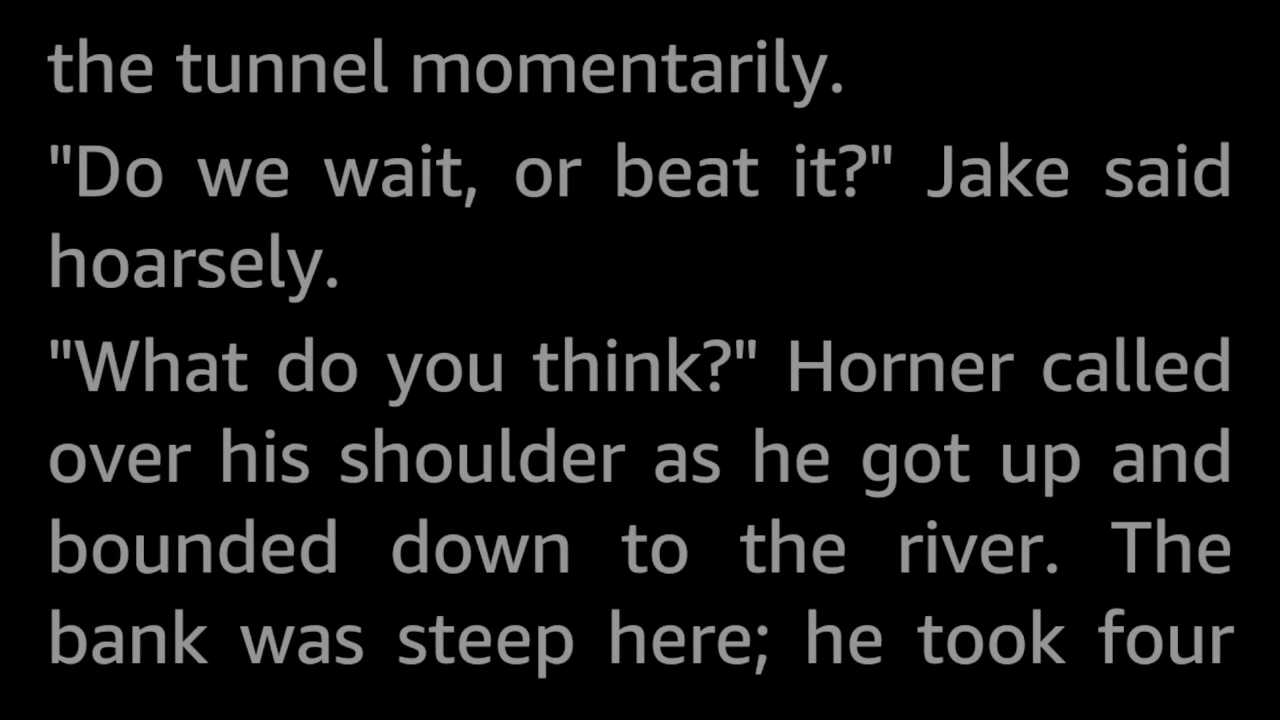 the tunnel momentarily.
"Do we wait, or beat it?" Jake said
hoarsely.
"What do you think?" Horner called
over his shoulder as he got up and
bounded down to the river. The
bank was steep here; he took four